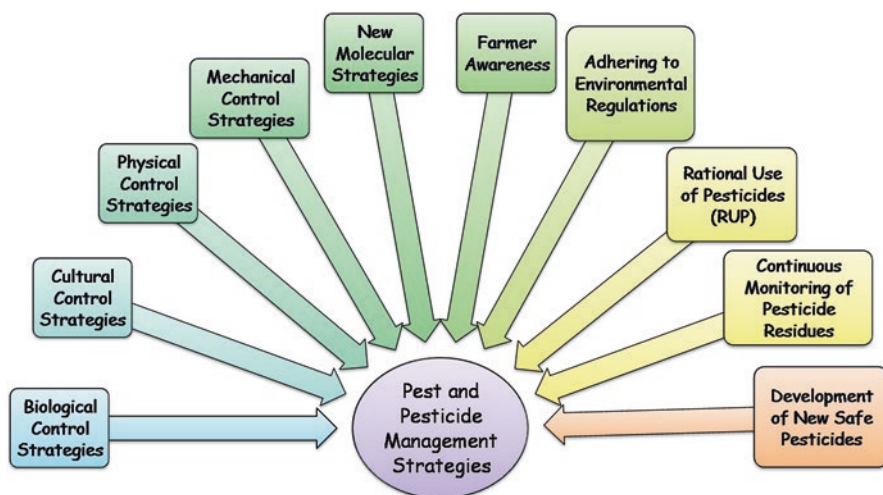 Biological
Control
Strategies
Cultural
Control
Strategies
Physical
Control
Strategies
Mechanical
Control
Strategies
New
Molecular
Strategies
Farmer
Awareness
Adhering to
Environmental
Regulations
Rational Use
of Pesticides
(RUP)
Continuous
Monitoring of
Pesticide
Residues
Development
of New Safe
Pesticides
Pest and
Pesticide
Management
Strategies